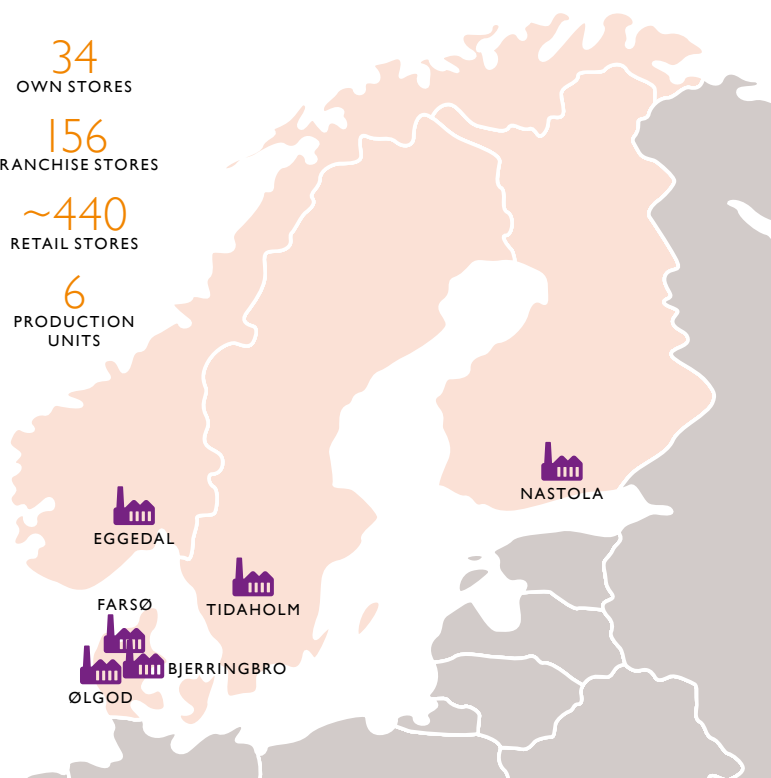 34
OWN STORES
156
RANCHISE STORES
~440
RETAIL STORES
6
PRODUCTION
UNITS
NASTOLA
EGGEDAL
FARSØ
TIDAHOLM
BJERRINGBRO
ØLGOD